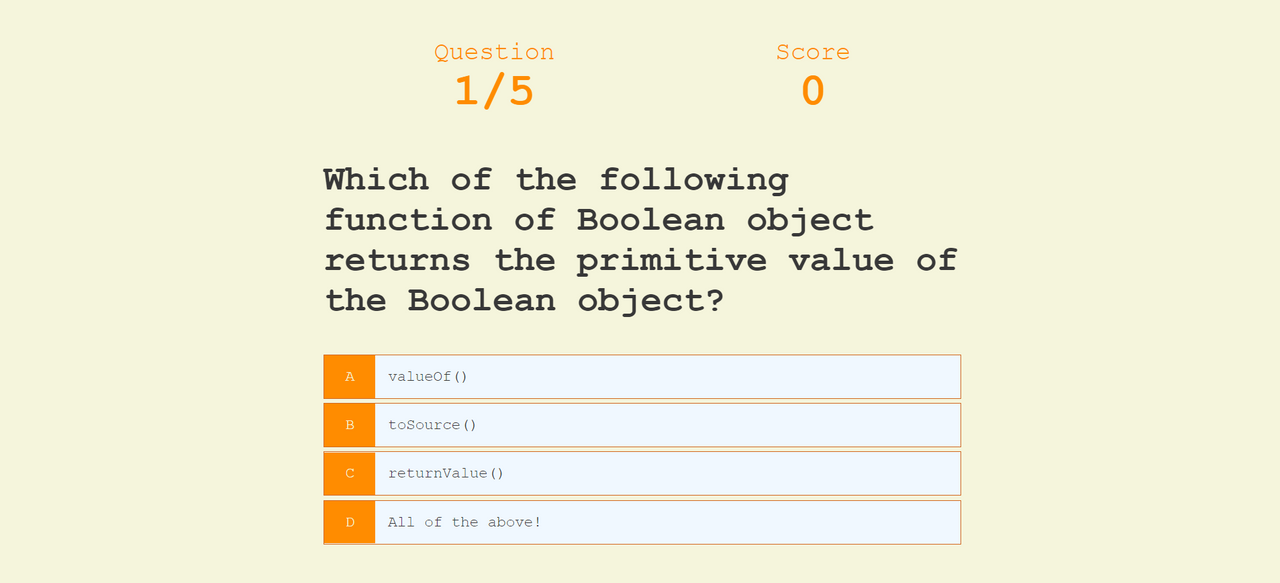 Question
1/5
Score
0
Which of the following
function of Boolean object
returns the primitive value of
the Boolean object?
A valueOf()
B toSource()
C returnValue()
D All of the above!